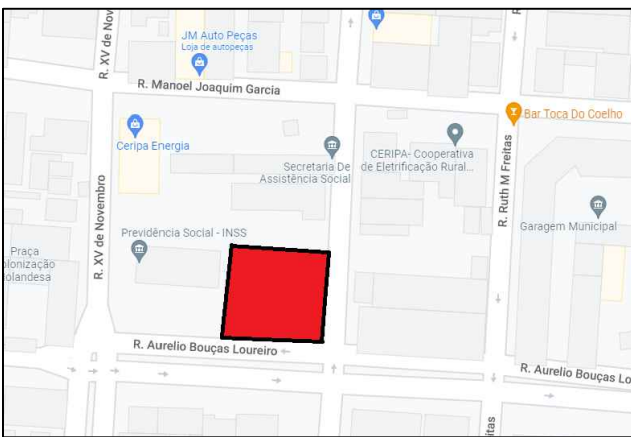 R. XV de Nov
JM Auto Peças
Loja de autopeças
R. Manoel Joaquim Garcia
Bar Toca Do Coelho
Ceripa Energia
Secretaria De
Assistência Social
CERIPA- Cooperativa
de Eletrificação Rural...
R. Ruth M Freitas
R. XV de Novembro
Previdência Social - INSS
Garagem Municipal
Praça
olonização
olandesa
R. Aurelio Bouças Loureiro
R. Aurelio Bouças Lo
itas